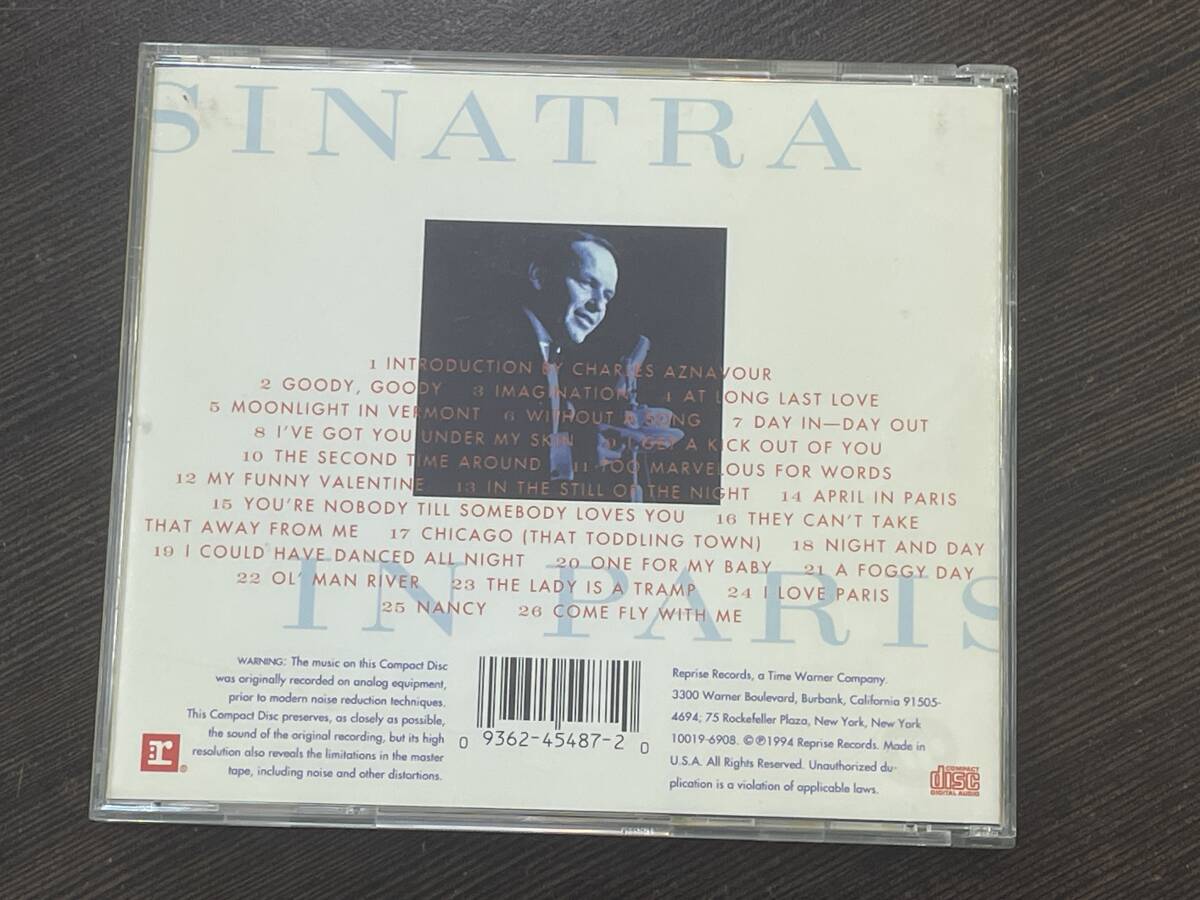 SINATRA
1 INTRODUCTION BY CHARLES AZNAVOUR
2 GOODY, GOODY 3 IMAGINATION 4 AT LONG LAST LOVE
5 MOONLIGHT IN VERMONT 6 WITHOUT A SONG 7 DAY IN—DAY OUT
8 I'VE GOT YOU UNDER MY SKIN 9 I GET A KICK OUT OF YOU
10 THE SECOND TIME AROUND 11 TOO MARVELOUS FOR WORDS
12 MY FUNNY VALENTINE 13 IN THE STILL OF THE NIGHT 14 APRIL IN PARIS
15 YOU'RE NOBODY TILL SOMEBODY LOVES YOU 16 THEY CAN'T TAKE
THAT AWAY FROM ME 17 CHICAGO (THAT TODDLING TOWN) 18 NIGHT AND DAY
19 I COULD HAVE DANCED ALL NIGHT 20 ONE FOR MY BABY 21 A FOGGY DAY
22 OL' MAN RIVER 23 THE LADY IS A TRAMP 24 I LOVE PARIS
25 NANCY 26 COME FLY WITH ME
IN PARIS
WARNING: The music on this Compact Disc
was originally recorded on analog equipment,
prior to modern noise reduction techniques.
This Compact Disc preserves, as closely as possible,
the sound of the original recording, but its high
resolution also reveals the limitations in the master
tape, including noise and other distortions.
r ®
0 9362-45487-2 0
Reprise Records, a Time Warner Company.
3300 Warner Boulevard, Burbank, California 91505-
4694; 75 Rockefeller Plaza, New York, New York
10019-6908. © ℗ 1994 Reprise Records. Made in
U.S.A. All Rights Reserved. Unauthorized du-
plication is a violation of applicable laws.
COMPACT
disc
DIGITAL AUDIO